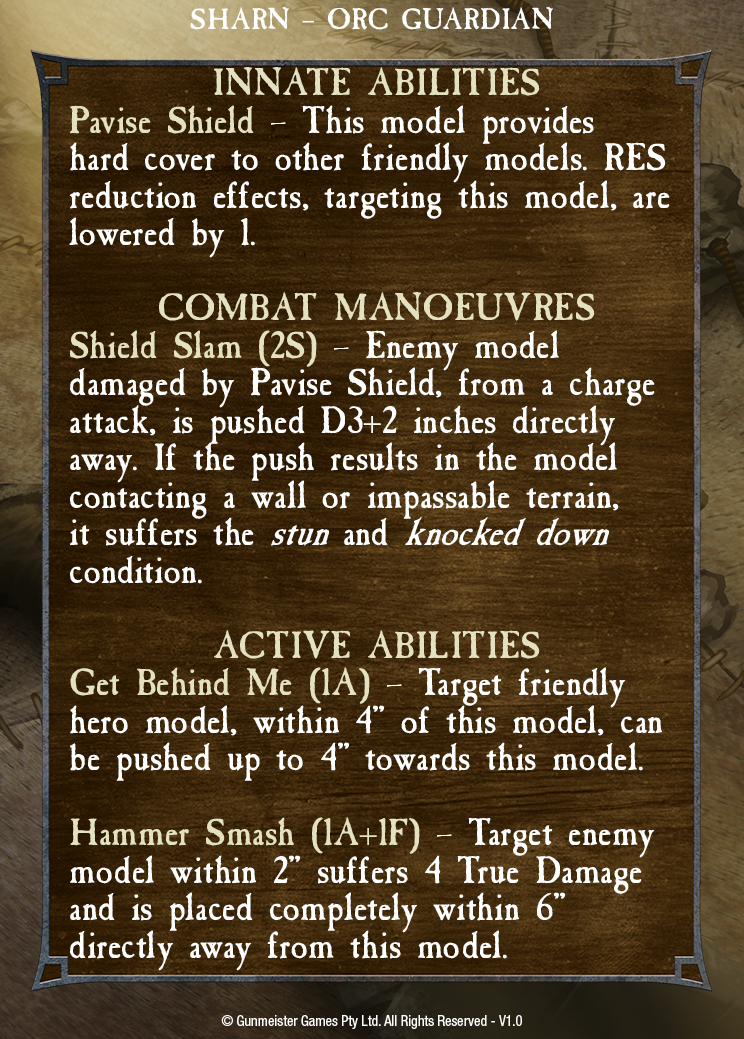 SHARN – ORC GUARDIAN
INNATE ABILITIES
Pavise Shield – This model provides
hard cover to other friendly models. RES
reduction effects, targeting this model, are
lowered by 1.
COMBAT MANOEUVRES
Shield Slam (2S) – Enemy model
damaged by Pavise Shield, from a charge
attack, is pushed D3+2 inches directly
away. If the push results in the model
contacting a wall or impassable terrain,
it suffers the stun and knocked down
condition.
ACTIVE ABILITIES
Get Behind Me (1A) – Target friendly
hero model, within 4" of this model, can
be pushed up to 4" towards this model.
Hammer Smash (1A+1F) – Target enemy
model within 2" suffers 4 True Damage
and is placed completely within 6"
directly away from this model.
© Gunmeister Games Pty Ltd. All Rights Reserved - V1.0